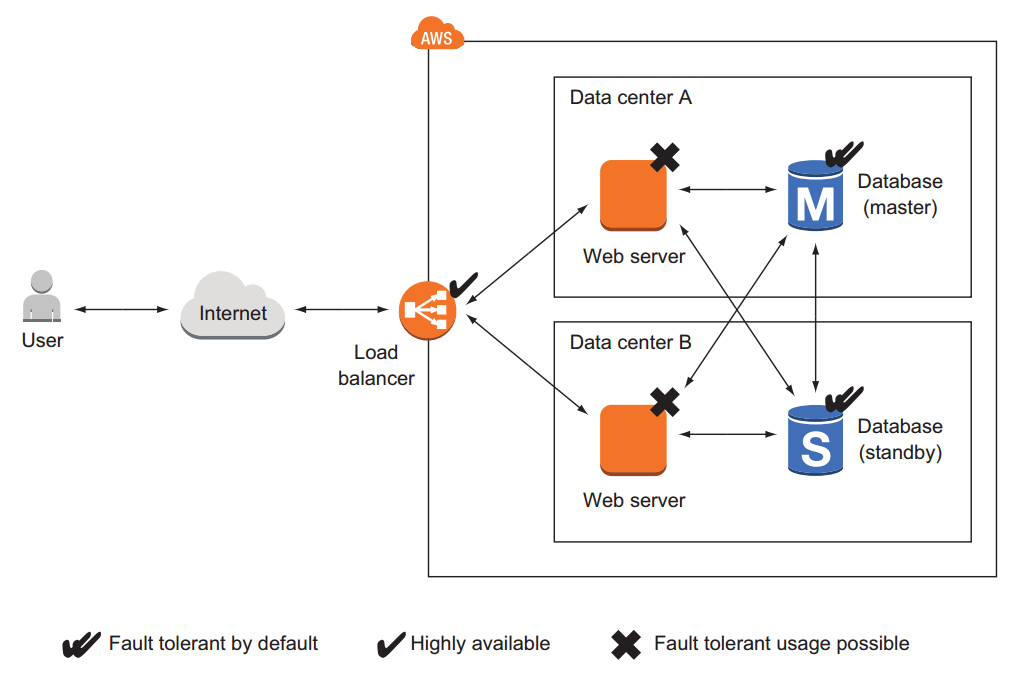 AWS
Data center A
Database
(master)
M
Web server
User
Internet
Load
balancer
Data center B
Database
(standby)
S
Web server
Fault tolerant by default
Highly available
Fault tolerant usage possible